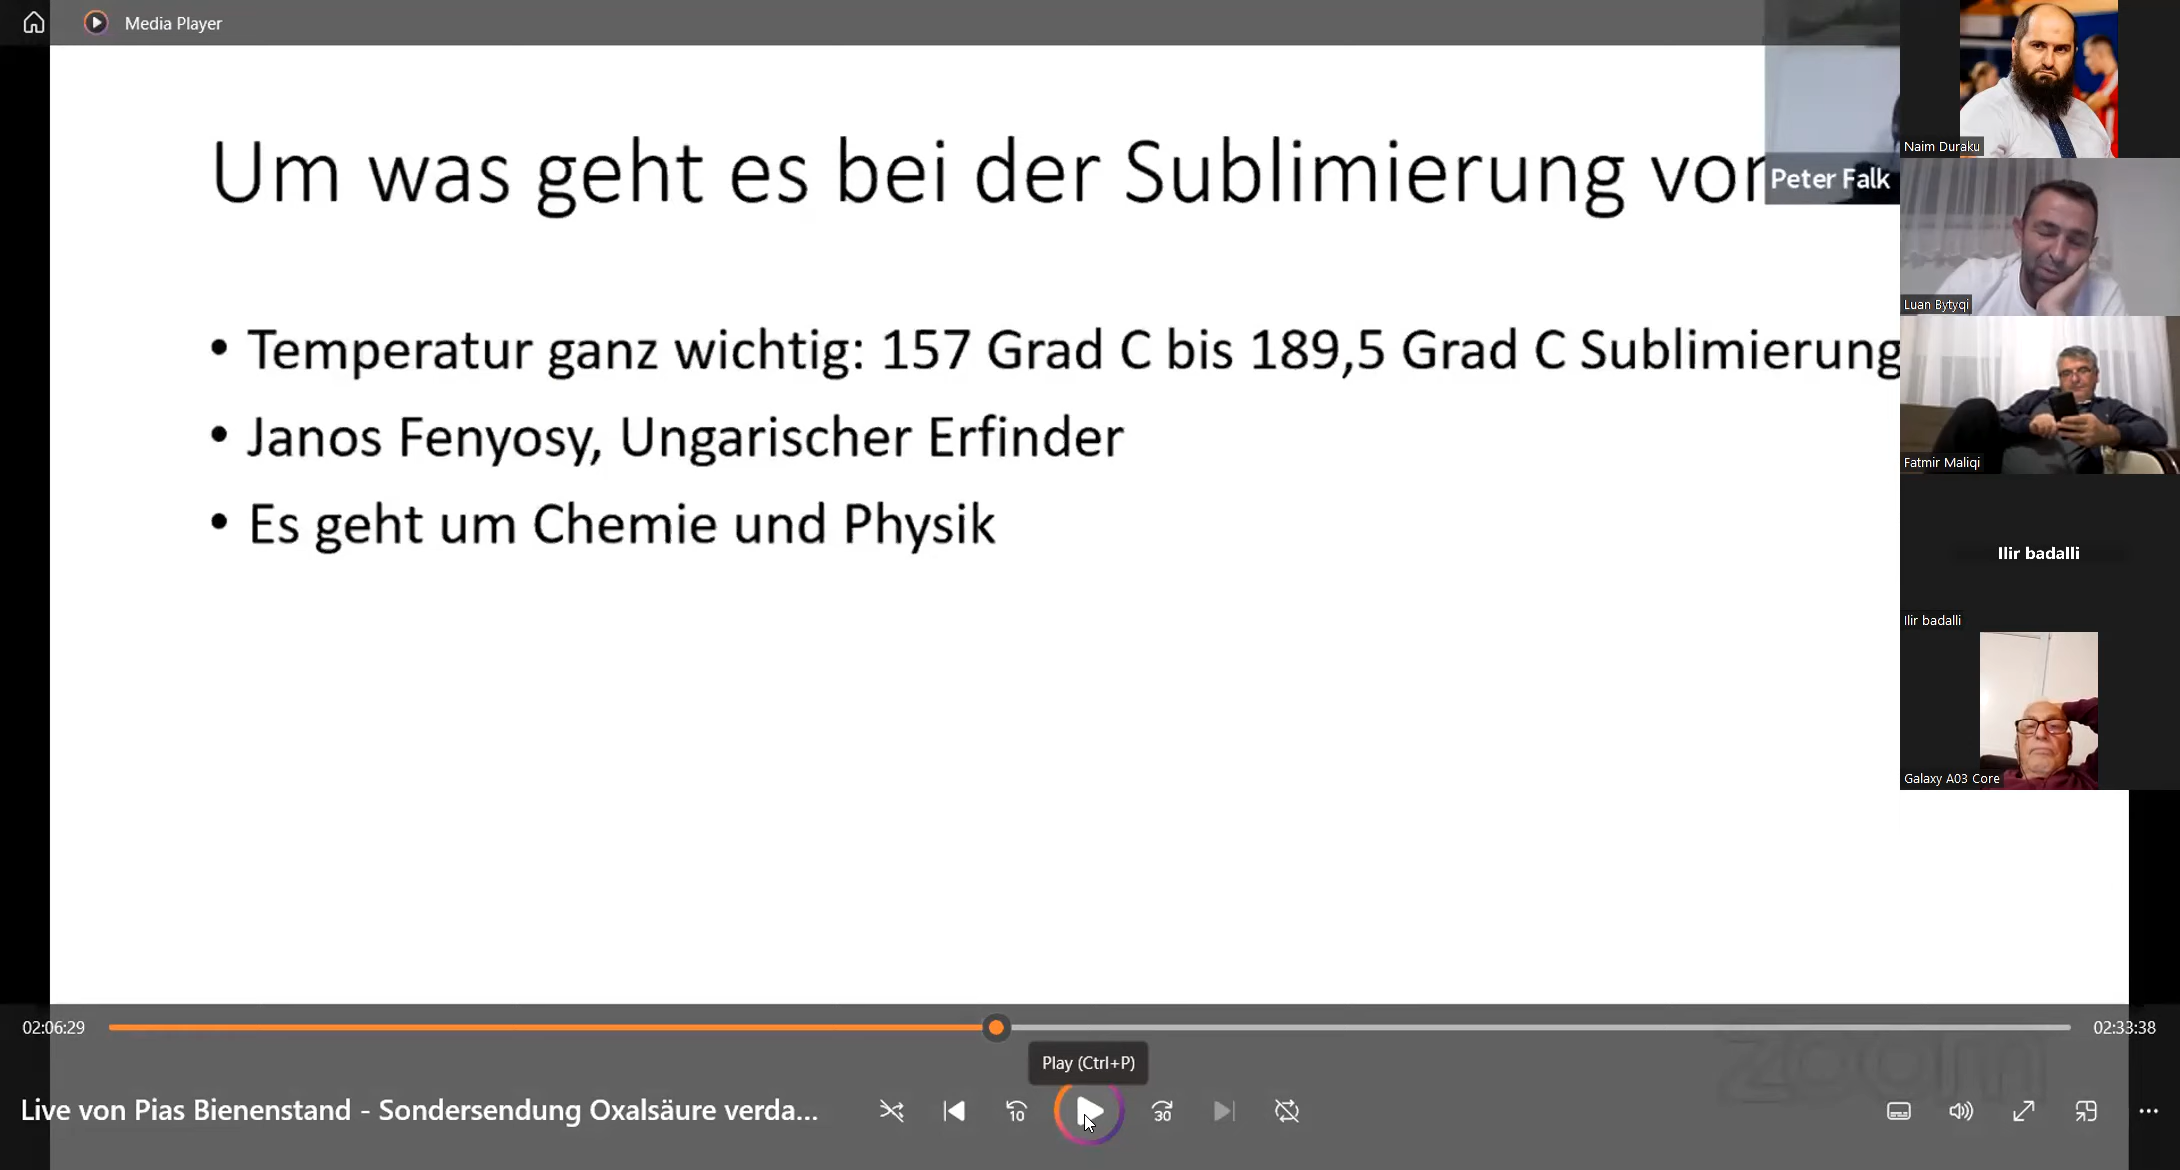 Media Player
Um was geht es bei der Sublimierung vor
Peter Falk
• Temperatur ganz wichtig: 157 Grad C bis 189,5 Grad C Sublimierung
• Janos Fenyosy, Ungarischer Erfinder
• Es geht um Chemie und Physik
Naim Duraku
Luan Bytyqi
Fatmir Maliqi
Ilir badalli
Ilir badalli
Galaxy A03 Core
02:06:29
02:33:38
zoom
Play (Ctrl+P)
Live von Pias Bienenstand - Sondersendung Oxalsäure verda...
10
30